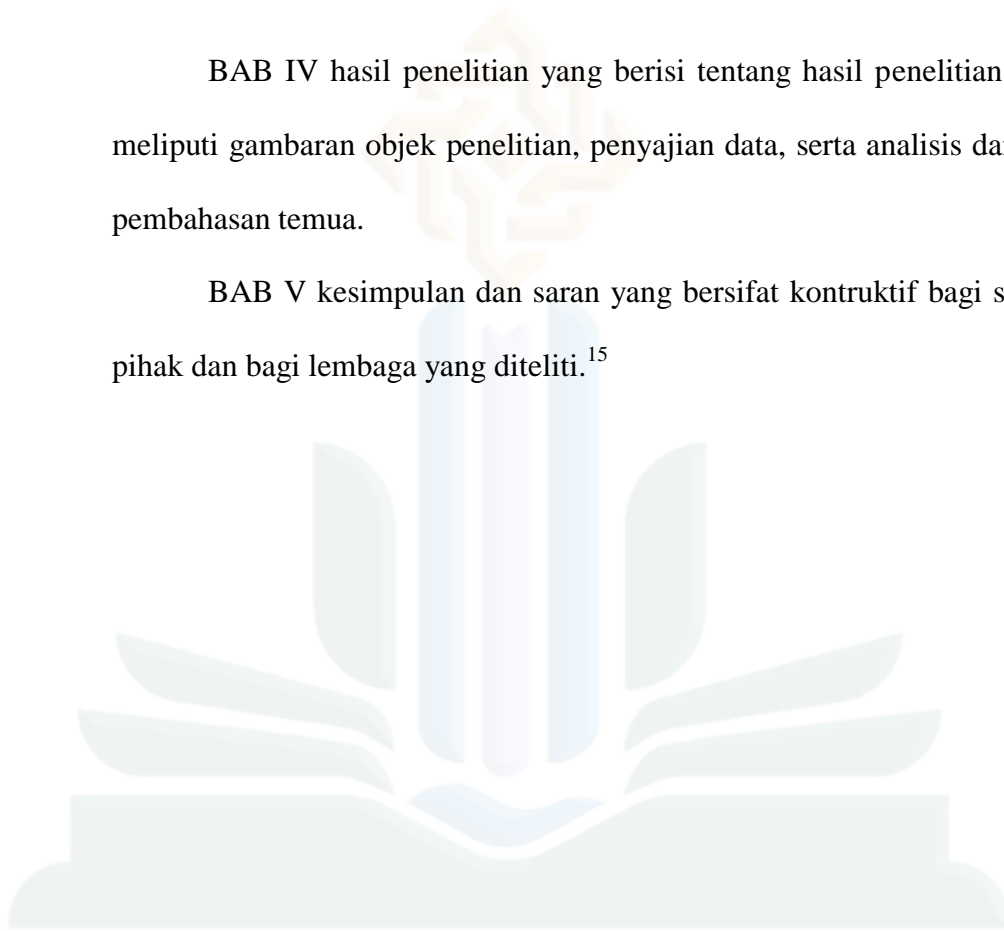 BAB IV hasil penelitian yang berisi tentang hasil penelitian
meliputi gambaran objek penelitian, penyajian data, serta analisis
pembahasan temua.
BAB V kesimpulan dan saran yang bersifat kontruktif bagi
pihak dan bagi lembaga yang diteliti.15